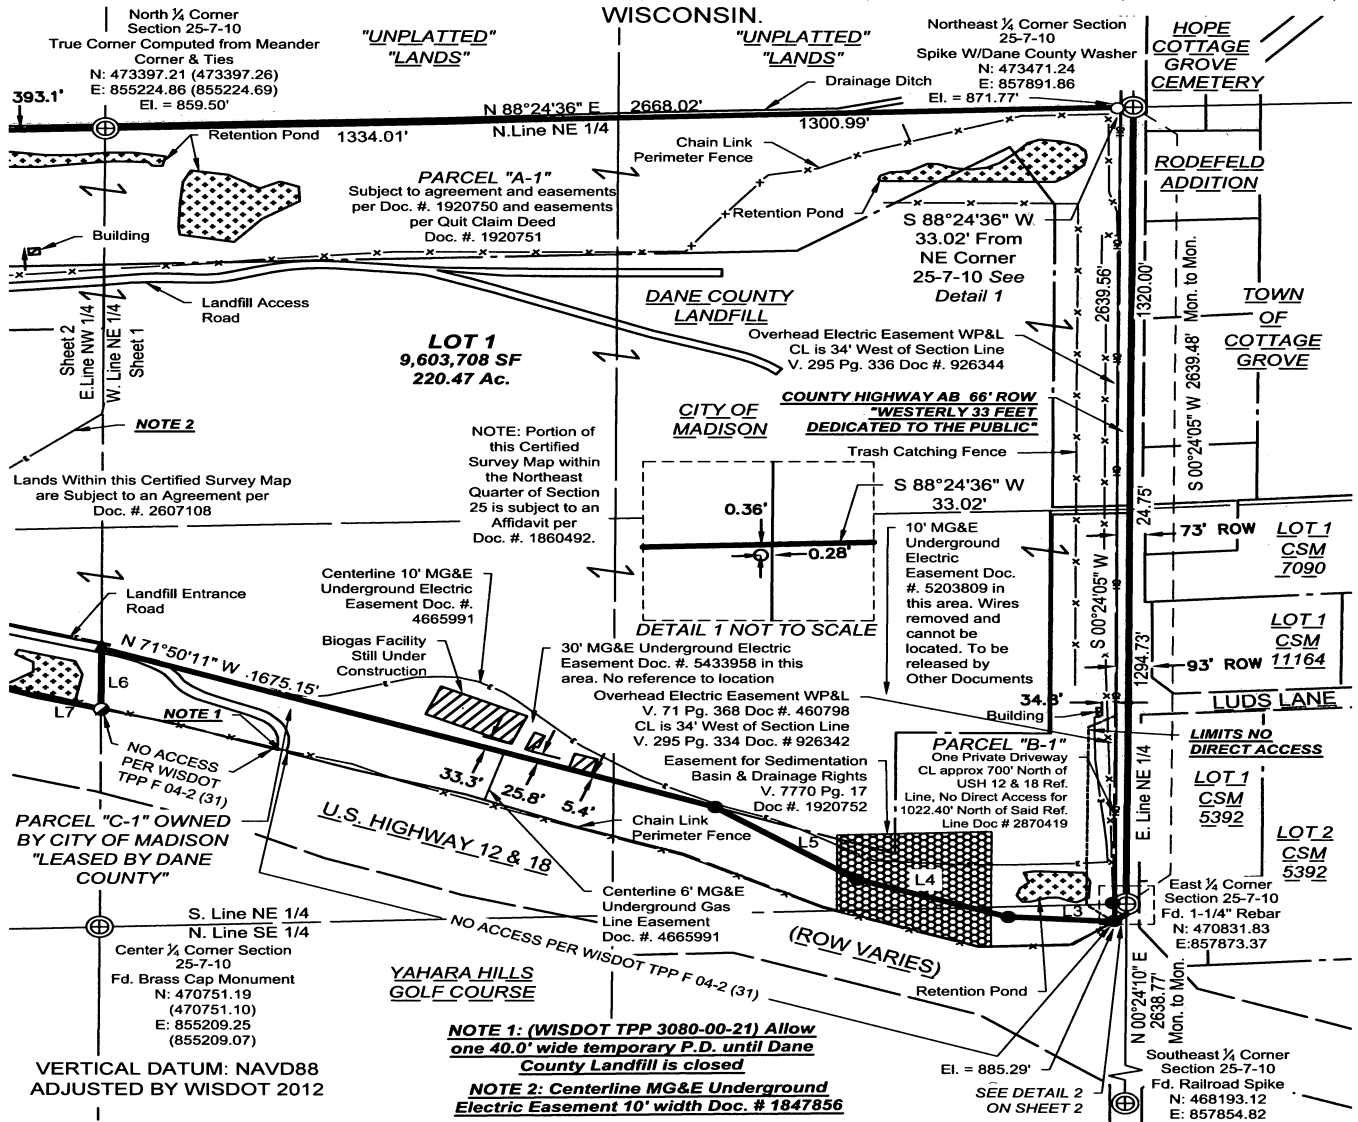 WISCONSIN.
North ¼ Corner
Section 25-7-10
True Corner Computed from Meander
Corner & Ties
N: 473397.21 (473397.26)
E: 855224.86 (855224.69)
El. = 859.50'
393.1'
"UNPLATTED"
"LANDS"
"UNPLATTED"
"LANDS"
Northeast ¼ Corner Section
25-7-10
Spike W/Dane County Washer
N: 473471.24
E: 857891.86
El. = 871.77'
HOPE
COTTAGE
GROVE
CEMETERY
Drainage Ditch
N 88°24'36" E 2668.02'
N.Line NE 1/4
1334.01'
1300.99'
Retention Pond
Chain Link
Perimeter Fence
RODEFELD
ADDITION
PARCEL "A-1"
Subject to agreement and easements
per Doc. #. 1920750 and easements
per Quit Claim Deed
Doc. #. 1920751
Retention Pond
S 88°24'36" W
33.02' From
NE Corner
25-7-10 See
Detail 1
Building
Landfill Access
Road
Sheet 2
E.Line NW 1/4
W. Line NE 1/4
Sheet 1
LOT 1
9,603,708 SF
220.47 Ac.
DANE COUNTY
LANDFILL
2639.56'
1320.00'
S 00°24'05" W 2639.48' Mon. to Mon.
TOWN
OF
COTTAGE
GROVE
Overhead Electric Easement WP&L
CL is 34' West of Section Line
V. 295 Pg. 336 Doc #. 926344
COUNTY HIGHWAY AB 66' ROW
"WESTERLY 33 FEET
DEDICATED TO THE PUBLIC"
CITY OF
MADISON
NOTE 2
Trash Catching Fence
NOTE: Portion of
this Certified
Survey Map within
the Northeast
Quarter of Section
25 is subject to an
Affidavit per
Doc. #. 1860492.
Lands Within this Certified Survey Map
are Subject to an Agreement per
Doc. #. 2607108
S 88°24'36" W
33.02'
0.36'
0.28'
DETAIL 1 NOT TO SCALE
24.75'
73' ROW
LOT 1
CSM
7090
10' MG&E
Underground
Electric
Easement Doc.
#. 5203809 in
this area. Wires
removed and
cannot be
located. To be
released by
Other Documents
S 00°24'05" W
1294.73'
LOT 1
CSM
11164
93' ROW
LUDS LANE
Landfill Entrance
Road
Centerline 10' MG&E
Underground Electric
Easement Doc. #.
4665991
Biogas Facility
Still Under
Construction
30' MG&E Underground Electric
Easement Doc. #. 5433958 in this
area. No reference to location
N 71°50'11" W 1675.15'
L6
L7
NOTE 1
Overhead Electric Easement WP&L
V. 71 Pg. 368 Doc #. 460798
CL is 34' West of Section Line
V. 295 Pg. 334 Doc. # 926342
34.8'
Building
LIMITS NO
DIRECT ACCESS
NO ACCESS
PER WISDOT
TPP F 04-2 (31)
Easement for Sedimentation
Basin & Drainage Rights
V. 7770 Pg. 17
Doc #. 1920752
PARCEL "B-1"
One Private Driveway
CL approx 700' North of
USH 12 & 18 Ref.
Line, No Direct Access for
1022.40' North of Said Ref.
Line Doc # 2870419
E. Line NE 1/4
LOT 1
CSM
5392
LOT 2
CSM
5392
33.3'
25.8'
5.4'
Chain Link
Perimeter Fence
PARCEL "C-1" OWNED
BY CITY OF MADISON
"LEASED BY DANE
COUNTY"
U.S. HIGHWAY 12 & 18
L5
L4
L3
Centerline 6' MG&E
Underground Gas
Line Easement
Doc. #. 4665991
East ¼ Corner
Section 25-7-10
Fd. 1-1/4" Rebar
N: 470831.83
E:857873.37
S. Line NE 1/4
N. Line SE 1/4
NO ACCESS PER WISDOT TPP F 04-2 (31)
(ROW VARIES)
Center ¼ Corner Section
25-7-10
Fd. Brass Cap Monument
N: 470751.19
(470751.10)
E: 855209.25
(855209.07)
YAHARA HILLS
GOLF COURSE
Retention Pond
N 00°24'10" E
2638.77'
Mon. to Mon.
NOTE 1: (WISDOT TPP 3080-00-21) Allow
one 40.0' wide temporary P.D. until Dane
County Landfill is closed
NOTE 2: Centerline MG&E Underground
Electric Easement 10' width Doc. # 1847856
VERTICAL DATUM: NAVD88
ADJUSTED BY WISDOT 2012
El. = 885.29'
SEE DETAIL 2
ON SHEET 2
Southeast ¼ Corner
Section 25-7-10
Fd. Railroad Spike
N: 468193.12
E: 857854.82